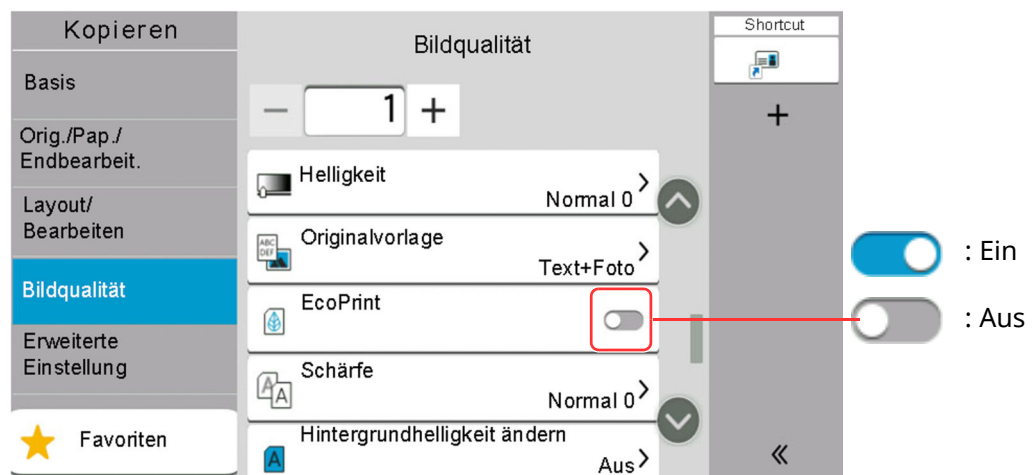 Kopieren
Basis
Orig./Pap./
Endbearbeit.
Layout/
Bearbeiten
Bildqualität
Erweiterte
Einstellung
Favoriten
Bildqualität
1
Helligkeit
Normal 0
Originalvorlage
Text+Foto
EcoPrint
Schärfe
Normal 0
Hintergrundhelligkeit ändern
Aus
Shortcut
: Ein
: Aus